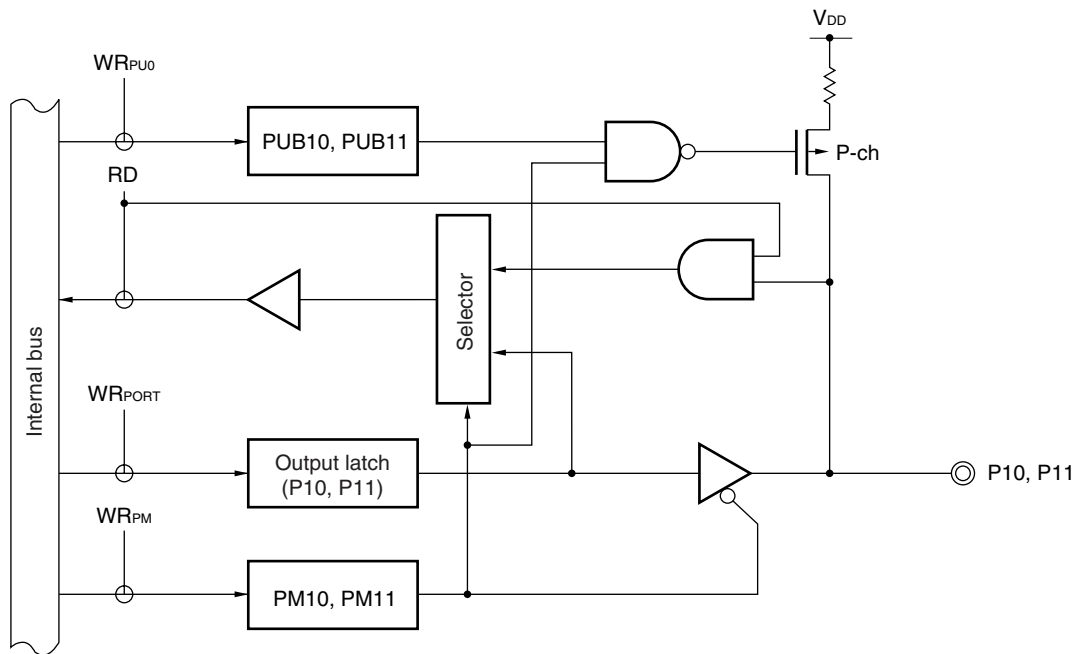 VDD
WRPU0
PUB10, PUB11
P-ch
RD
Selector
Internal bus
WRPORT
Output latch
(P10, P11)
P10, P11
WRPM
PM10, PM11